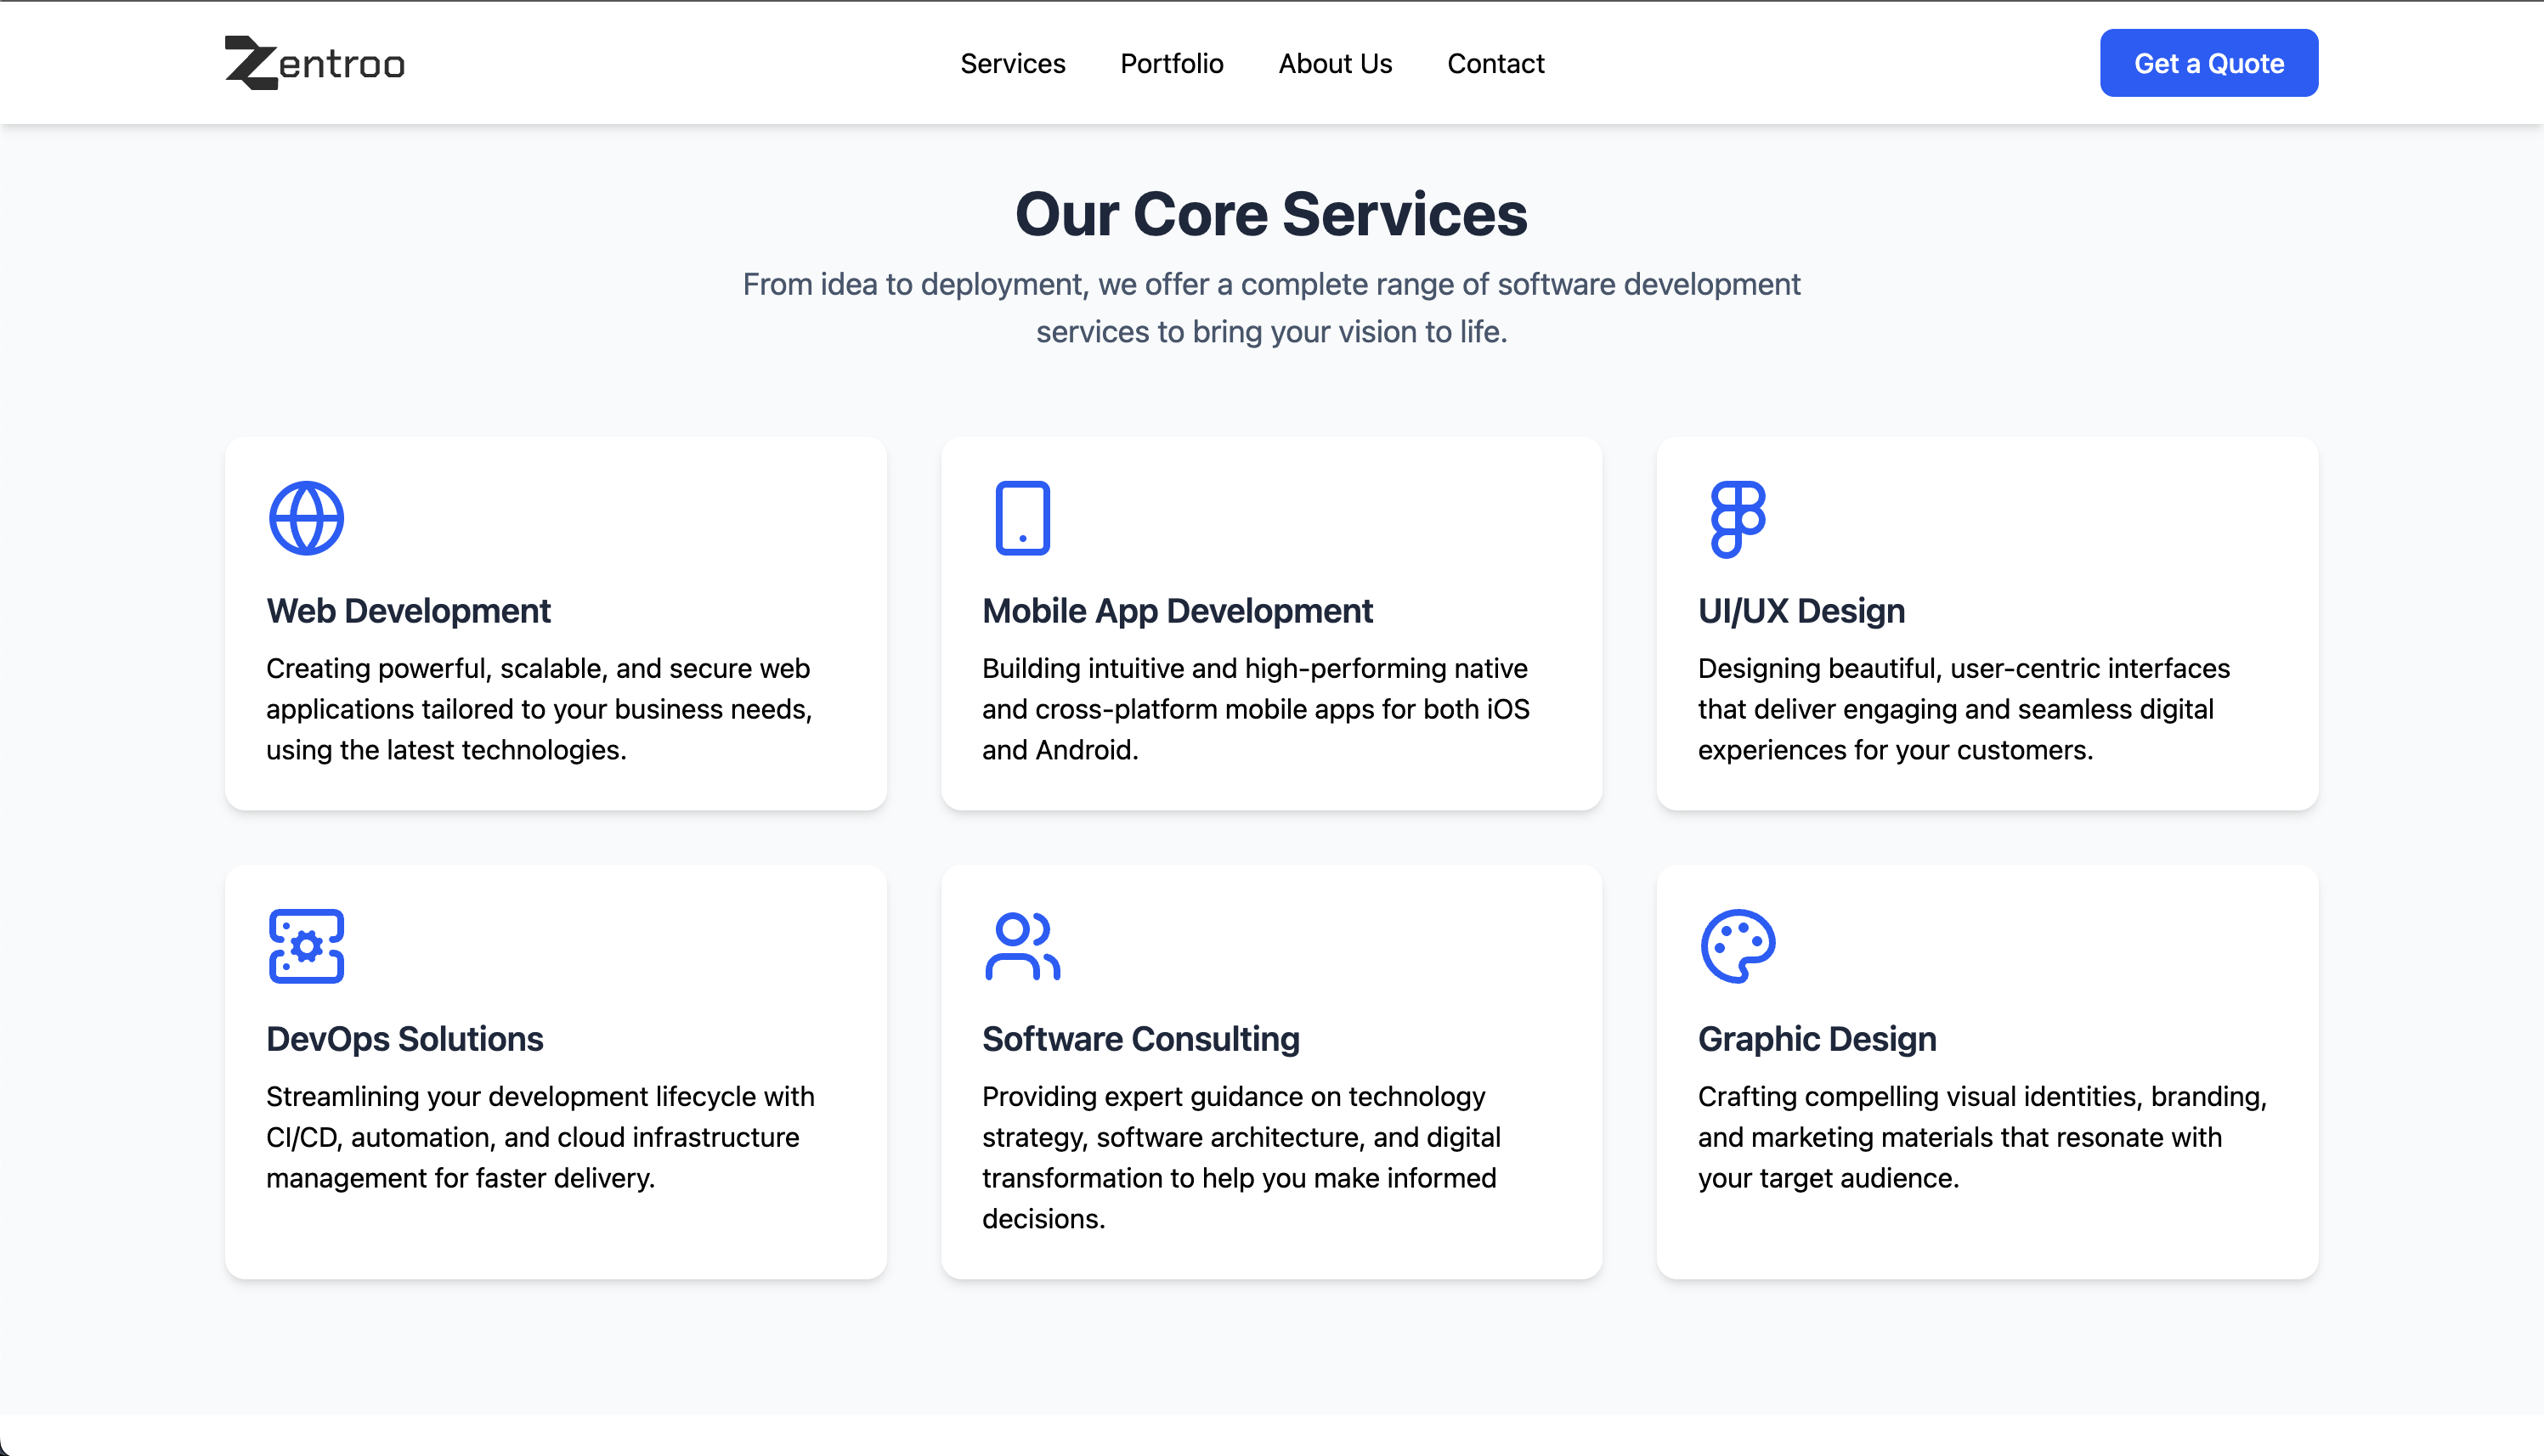 Zentroo
Services
Portfolio
About Us
Contact
Get a Quote
Our Core Services
From idea to deployment, we offer a complete range of software development
services to bring your vision to life.
Web Development
Creating powerful, scalable, and secure web
applications tailored to your business needs,
using the latest technologies.
Mobile App Development
Building intuitive and high-performing native
and cross-platform mobile apps for both iOS
and Android.
UI/UX Design
Designing beautiful, user-centric interfaces
that deliver engaging and seamless digital
experiences for your customers.
DevOps Solutions
Streamlining your development lifecycle with
CI/CD, automation, and cloud infrastructure
management for faster delivery.
Software Consulting
Providing expert guidance on technology
strategy, software architecture, and digital
transformation to help you make informed
decisions.
Graphic Design
Crafting compelling visual identities, branding,
and marketing materials that resonate with
your target audience.